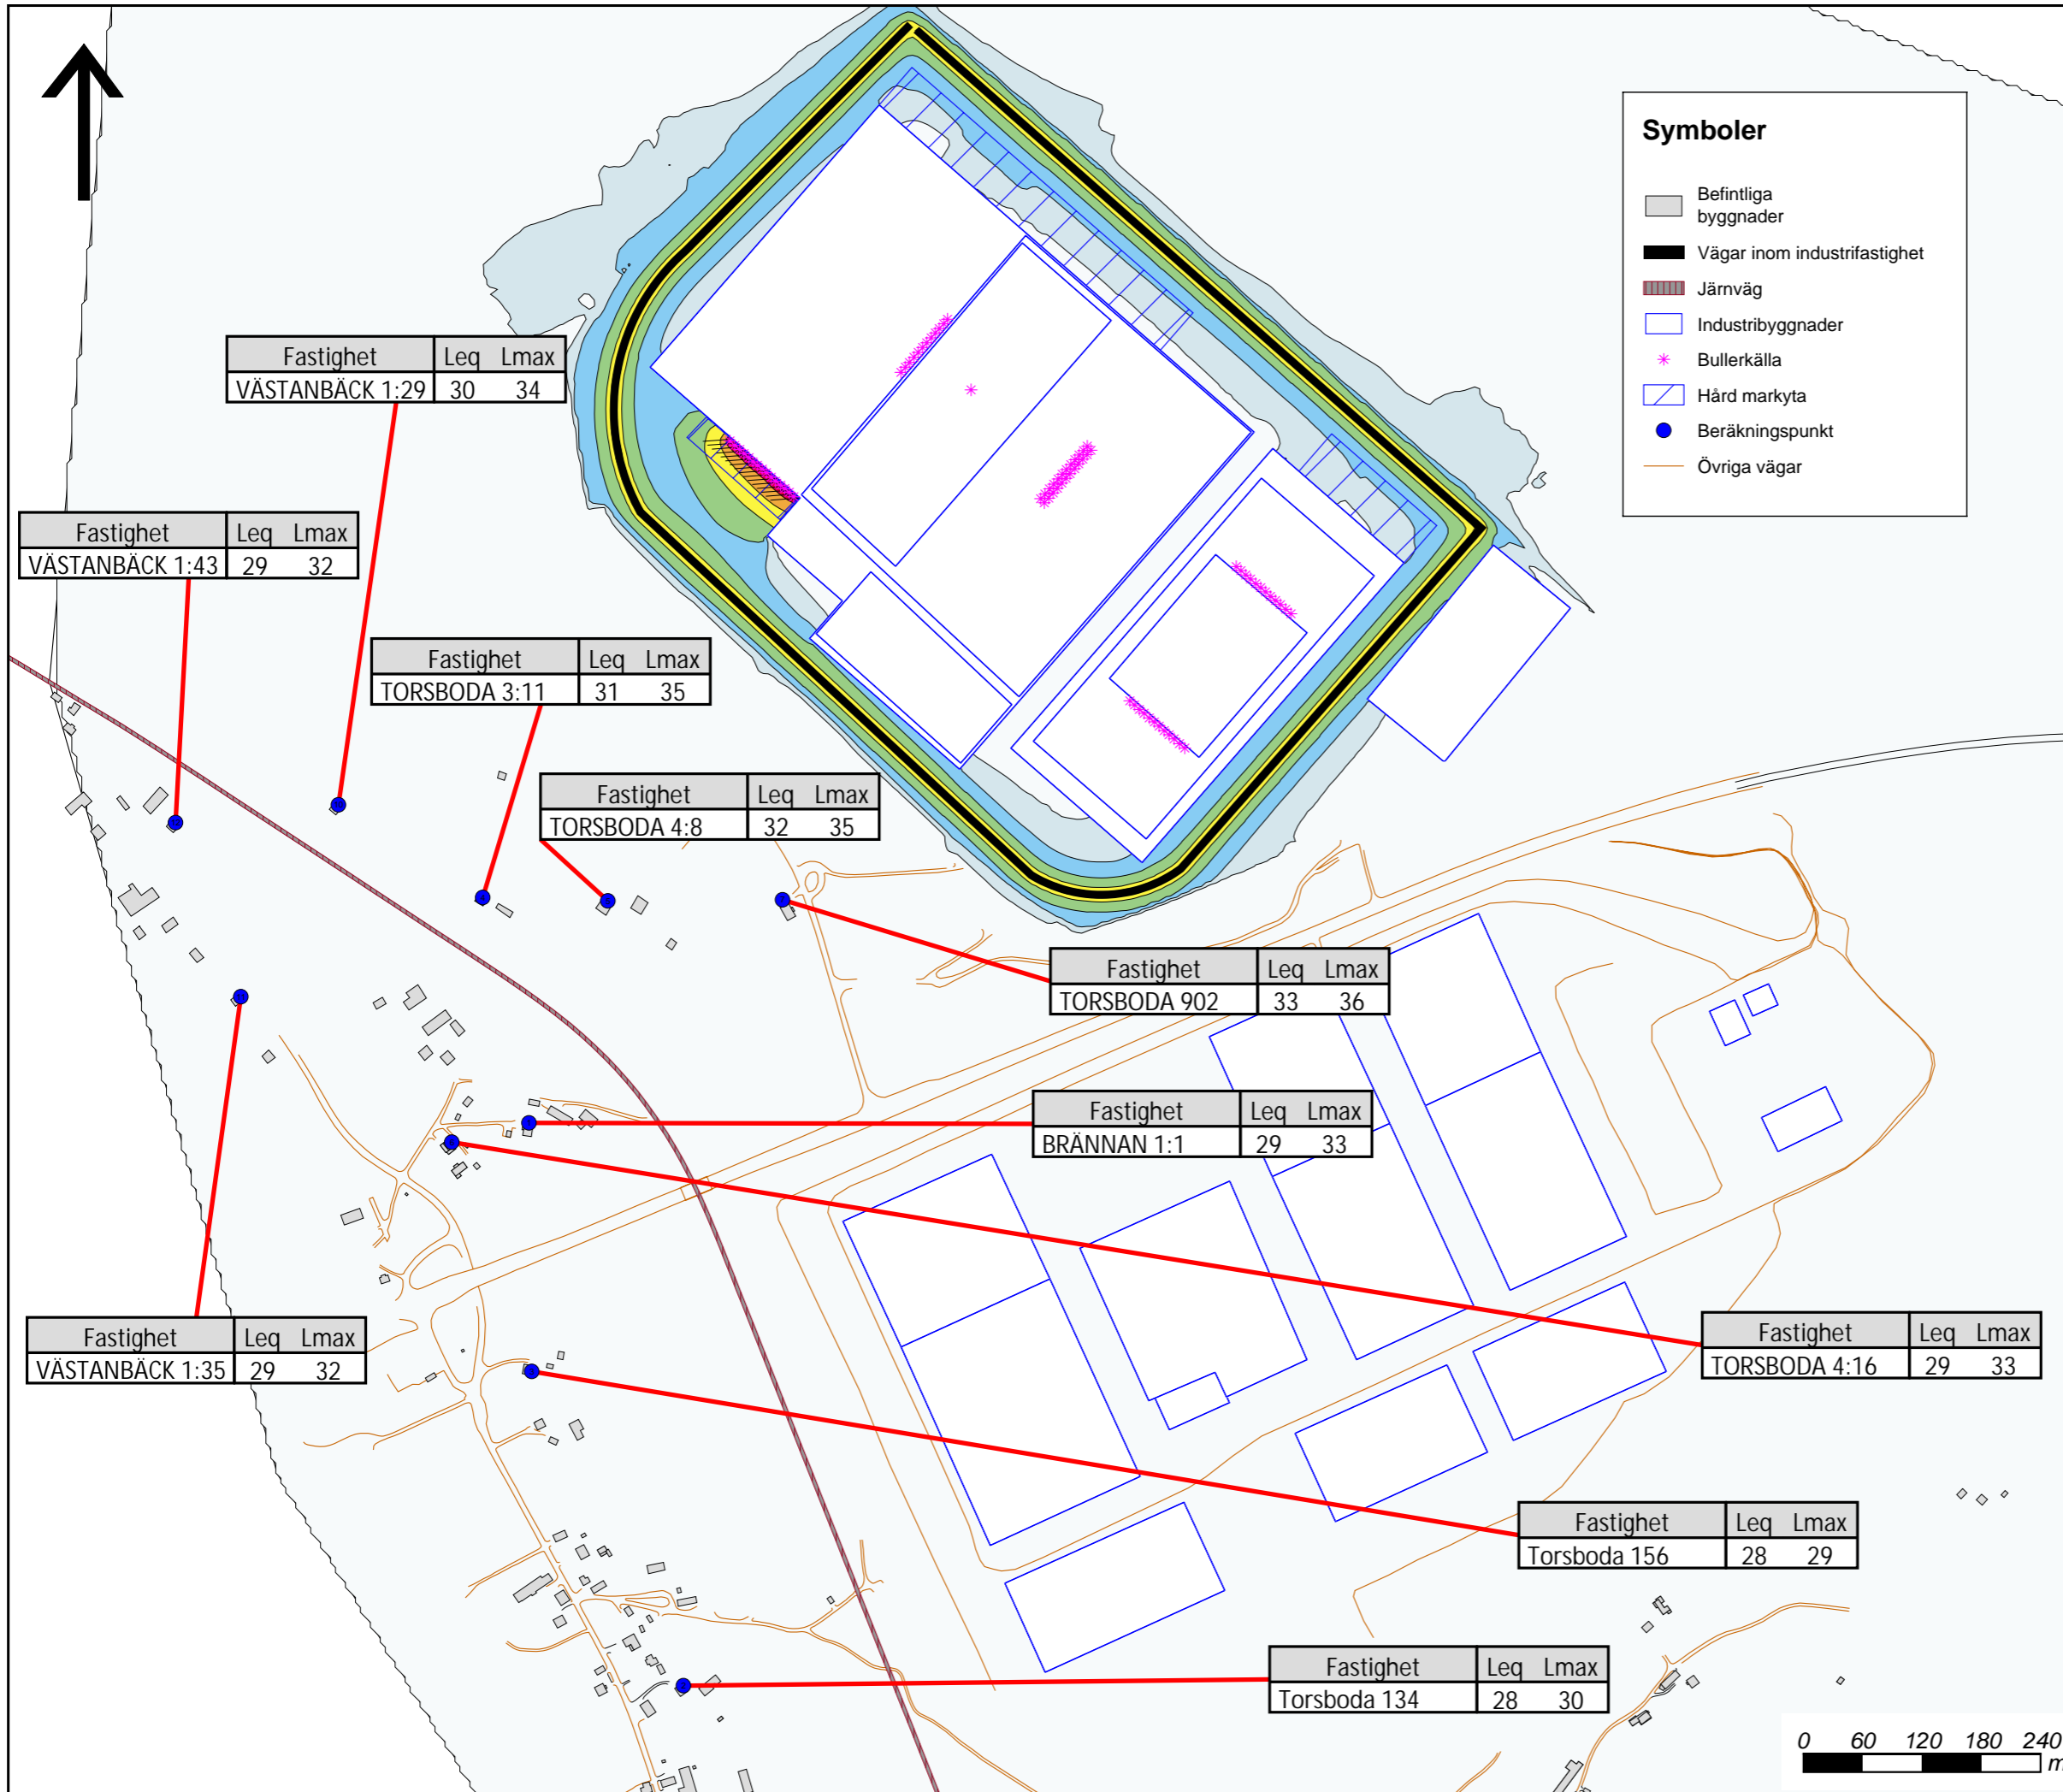 Symboler
Befintliga
byggnader
Vägar inom industrifastighet
Järnväg
Industribyggnader
Bullerkälla
Hård markyta
Beräkningspunkt
Övriga vägar
Fastighet Leq Lmax
VÄSTANBÄCK 1:29 30 34
Fastighet Leq Lmax
VÄSTANBÄCK 1:43 29 32
Fastighet Leq Lmax
TORSBODA 3:11 31 35
Fastighet Leq Lmax
TORSBODA 4:8 32 35
Fastighet Leq Lmax
TORSBODA 902 33 36
Fastighet Leq Lmax
BRÄNNAN 1:1 29 33
Fastighet Leq Lmax
VÄSTANBÄCK 1:35 29 32
Fastighet Leq Lmax
TORSBODA 4:16 29 33
Fastighet Leq Lmax
Torsboda 156 28 29
Fastighet Leq Lmax
Torsboda 134 28 30
0 60 120 180 240
m